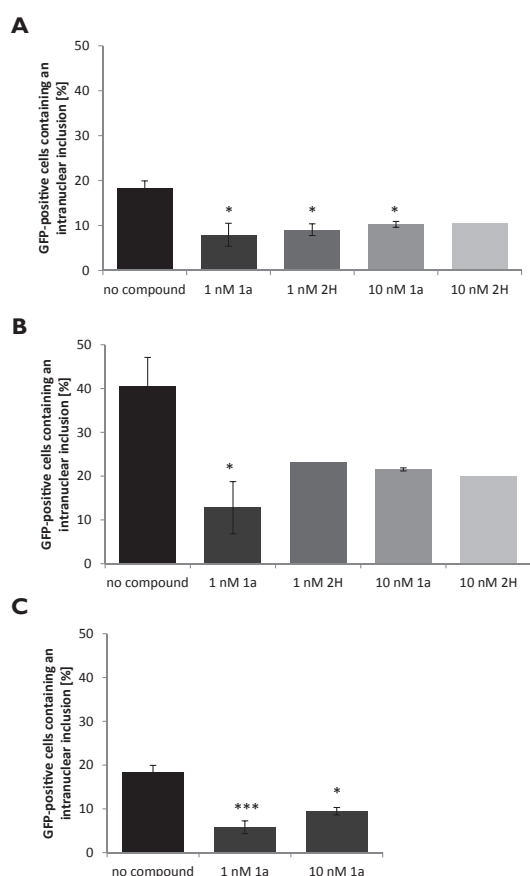 A
GFP-positive cells containing an
intranuclear inclusion [%]
50
40
30
20
10
0
* * *
no compound 1 nM 1a 1 nM 2H 10 nM 1a 10 nM 2H
B
GFP-positive cells containing an
intranuclear inclusion [%]
50
40
30
20
10
0
*
no compound 1 nM 1a 1 nM 2H 10 nM 1a 10 nM 2H
C
GFP-positive cells containing an
intranuclear inclusion [%]
50
40
30
20
10
0
*** *
no compound 1 nM 1a 10 nM 1a